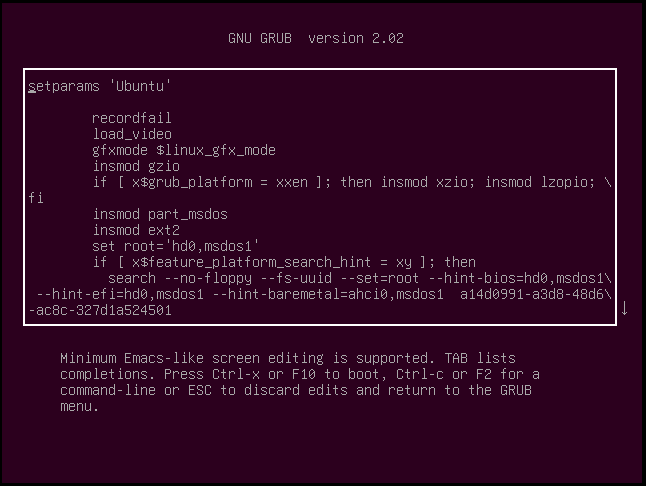 GNU GRUB  version 2.02
setparams 'Ubuntu'
recordfail
load_video
gfxmode $linux_gfx_mode
insmod gzio
if [ x$grub_platform = xxen ]; then insmod xzio; insmod lzopio; \
fi
insmod part_msdos
insmod ext2
set root='hd0,msdos1'
if [ x$feature_platform_search_hint = xy ]; then
search --no-floppy --fs-uuid --set=root --hint-bios=hd0,msdos1\
--hint-efi=hd0,msdos1 --hint-baremetal=ahci0,msdos1  a14d0991-a3d8-48d6\
-ac8c-327d1a524501
↓
Minimum Emacs-like screen editing is supported. TAB lists
completions. Press Ctrl-x or F10 to boot, Ctrl-c or F2 for a
command-line or ESC to discard edits and return to the GRUB
menu.